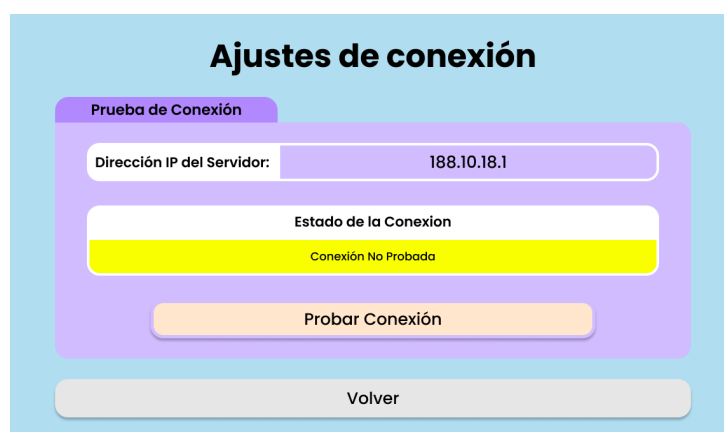 Ajustes de conexión
Prueba de Conexión
Dirección IP del Servidor: 188.10.18.1
Estado de la Conexion
Conexión No Probada
Probar Conexión
Volver